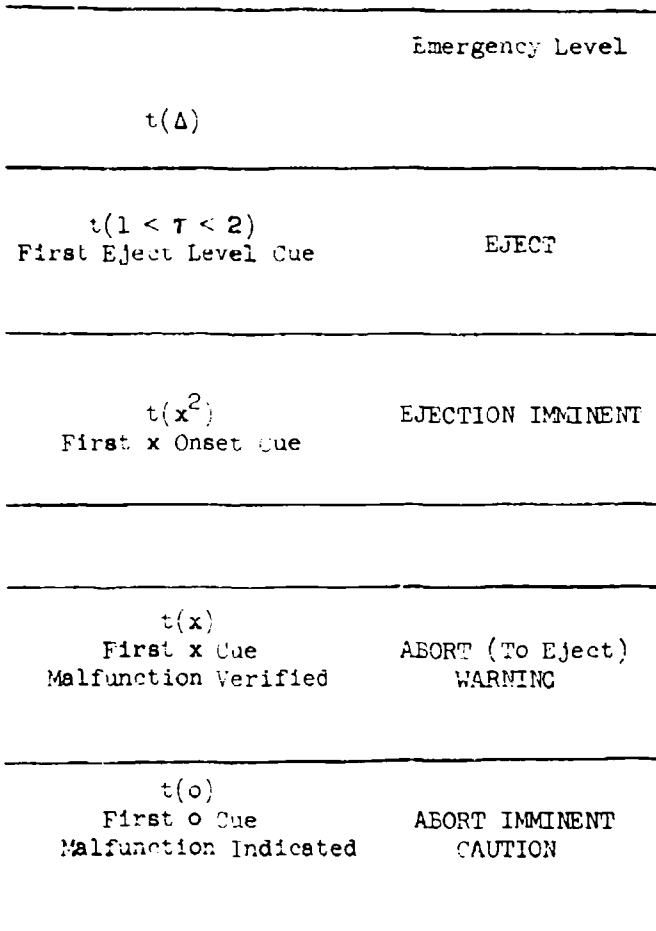 Emergency Level
t(Δ)
t(1 < τ < 2)
First Eject Level Cue
EJECT
t(x²)
First x Onset Cue
EJECTION IMMINENT
t(x)
First x Cue
Malfunction Verified
ABORT (To Eject)
WARNING
t(o)
First o Cue
Malfunction Indicated
ABORT IMMINENT
CAUTION